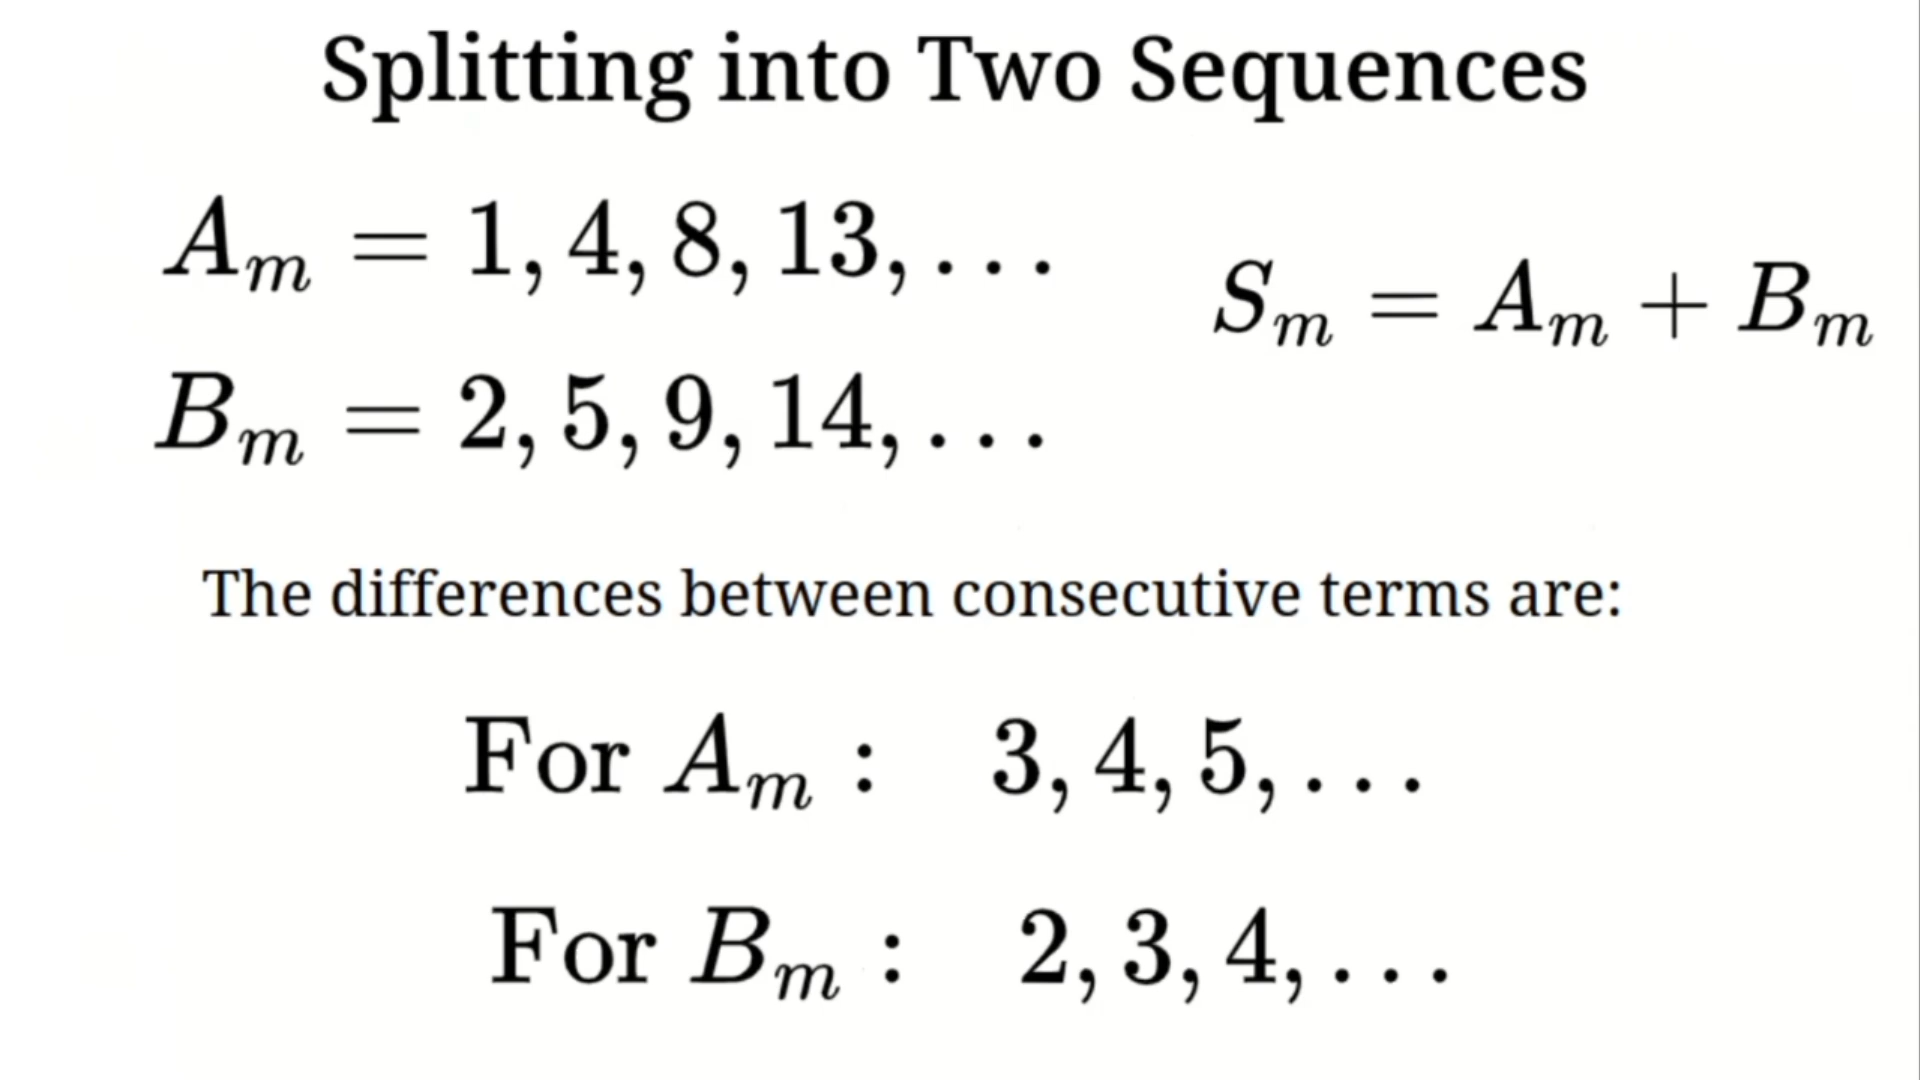 Splitting into Two Sequences
A_m = 1, 4, 8, 13, ...
S_m = A_m + B_m
B_m = 2, 5, 9, 14, ...
The differences between consecutive terms are:
For A_m : 3, 4, 5, ...
For B_m : 2, 3, 4, ...